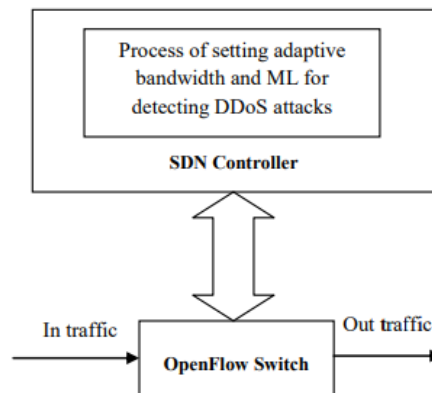 Process of setting adaptive
bandwidth and ML for
detecting DDoS attacks
SDN Controller
In traffic
Out traffic
OpenFlow Switch